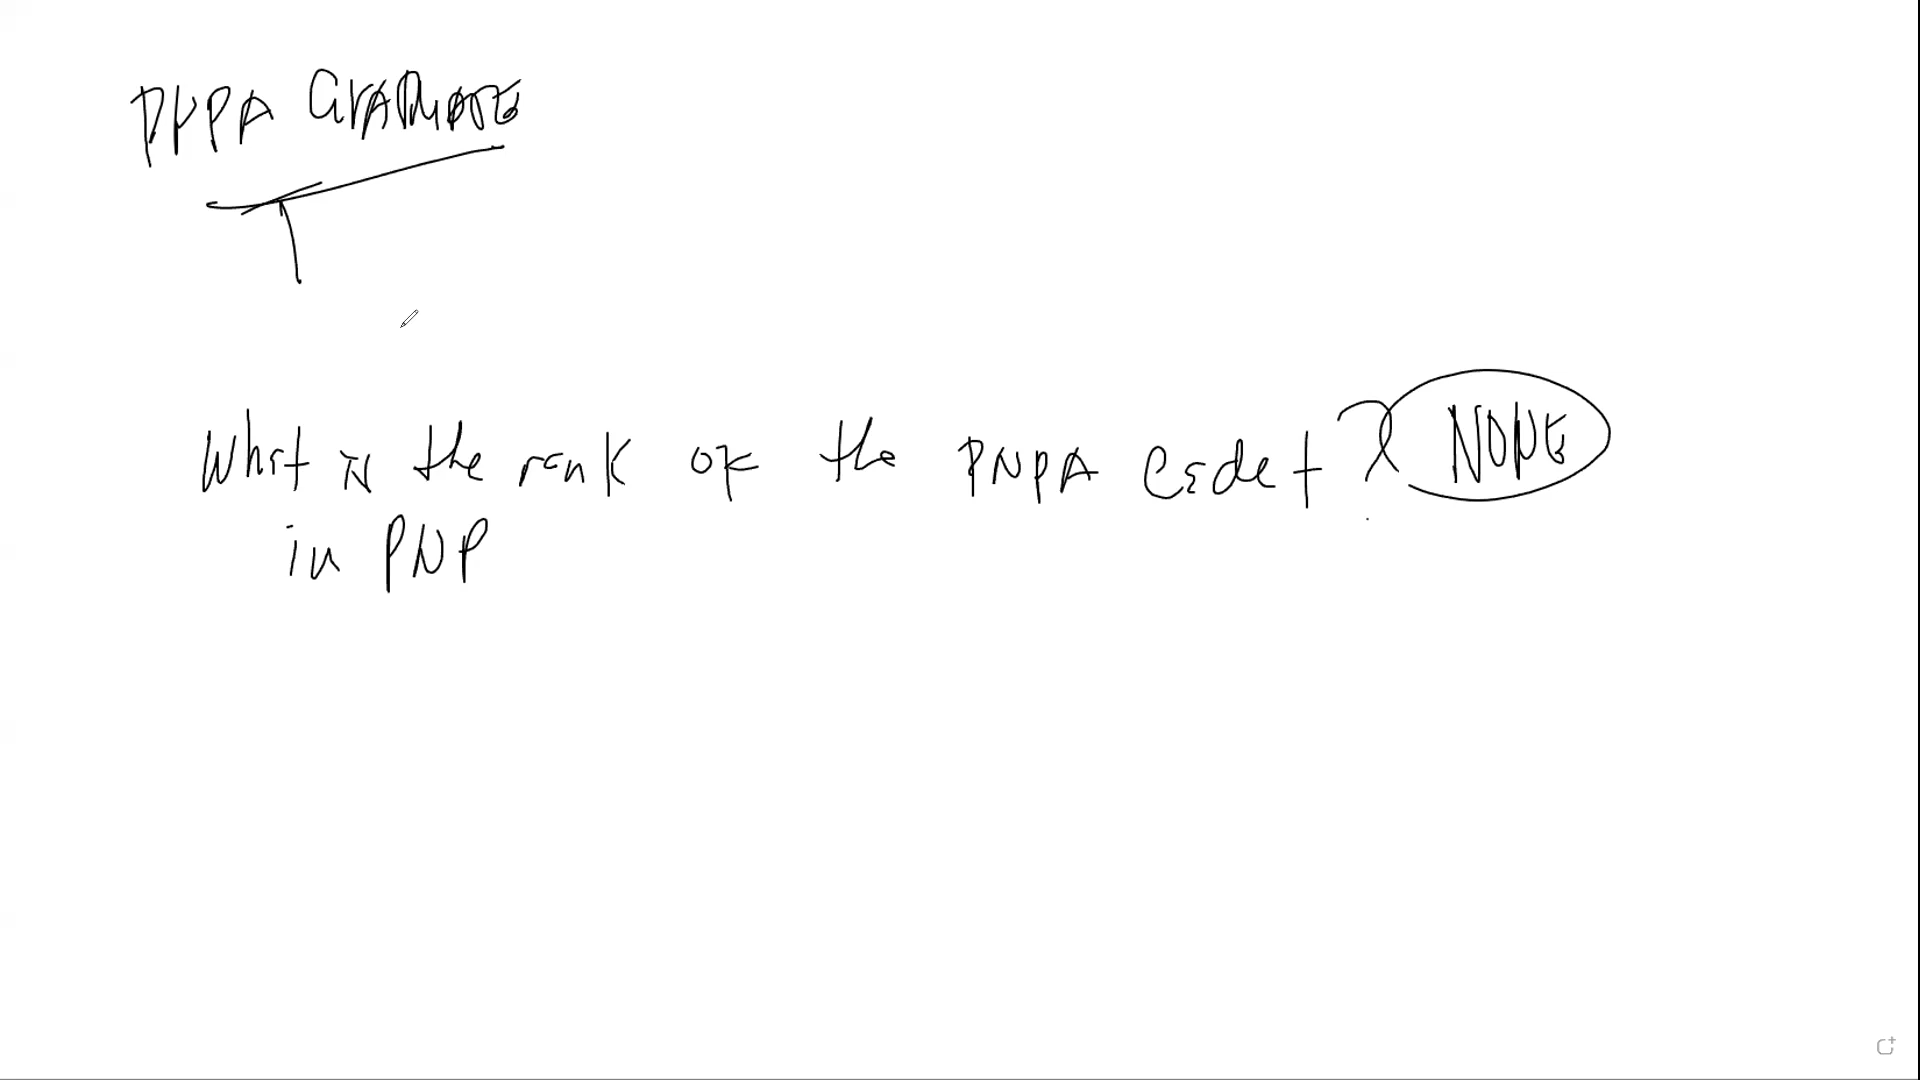 PNPA GRADUATE
What is the rank of the PNPA Cadet ? NONE
in PNP